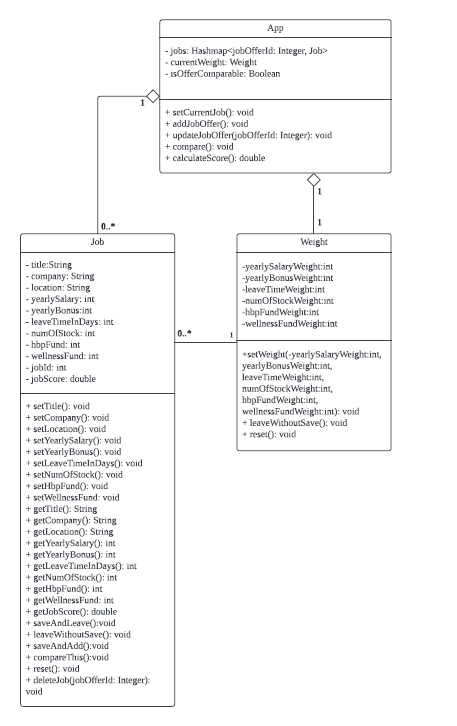 App
- jobs: Hashmap<jobOfferId: Integer, Job>
- currentWeight: Weight
- isOfferComparable: Boolean
+ setCurrentJob(): void
+ addJobOffer(): void
+ updateJobOffer(jobOfferId: Integer): void
+ compare(): void
+ calculateScore(): double
1
1
0..*
1
Job
- title:String
- company: String
- location: String
- yearlySalary: int
- yearlyBonus:int
- leaveTimeInDays: int
- numOfStock: int
- hbpFund: int
- wellnessFund: int
- jobId: int
- jobScore: double
+ setTitle(): void
+ setCompany(): void
+ setLocation(): void
+ setYearlySalary(): void
+ setYearlyBonus(): void
+ setLeaveTimeInDays(): void
+ setNumOfStock(): void
+ setHbpFund(): void
+ setWellnessFund: void
+ getTitle(): String
+ getCompany(): String
+ getLocation(): String
+ getYearlySalary(): int
+ getYearlyBonus(): int
+ getLeaveTimeInDays(): int
+ getNumOfStock(): int
+ getHbpFund(): int
+ getWellnessFund: int
+ getJobScore(): double
+ saveAndLeave():void
+ leaveWithoutSave(): void
+ saveAndAdd():void
+ compareThis():void
+ reset(): void
+ deleteJob(jobOfferId: Integer):
void
0..*
1
Weight
-yearlySalaryWeight:int
-yearlyBonusWeight:int
-leaveTimeWeight:int
-numOfStockWeight:int
-hbpFundWeight:int
-wellnessFundWeight:int
+setWeight(-yearlySalaryWeight:int,
yearlyBonusWeight:int,
leaveTimeWeight:int,
numOfStockWeight:int,
hbpFundWeight:int,
wellnessFundWeight:int): void
+ leaveWithoutSave(): void
+ reset(): void